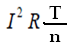 I² R T/n